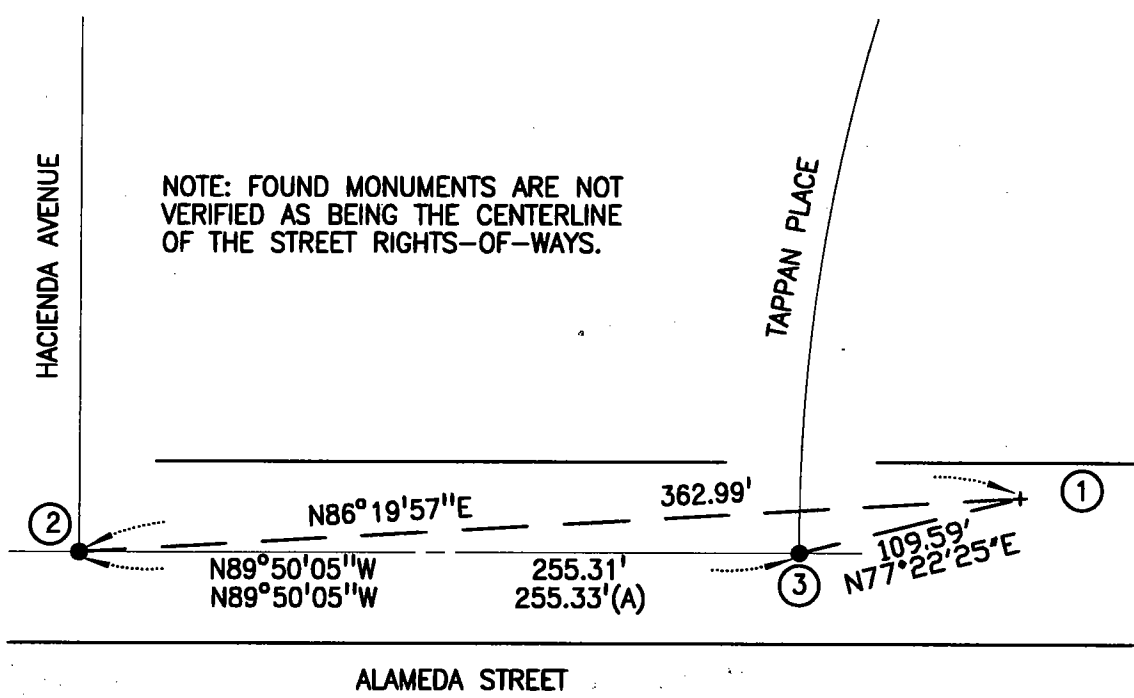 HACIENDA AVENUE
NOTE: FOUND MONUMENTS ARE NOT
VERIFIED AS BEING THE CENTERLINE
OF THE STREET RIGHTS-OF-WAYS.
TAPPAN PLACE
N86°19'57"E
362.99'
1
2
N89°50'05"W
255.31'
N89°50'05"W
255.33'(A)
3
109.59'
N77°22'25"E
ALAMEDA STREET